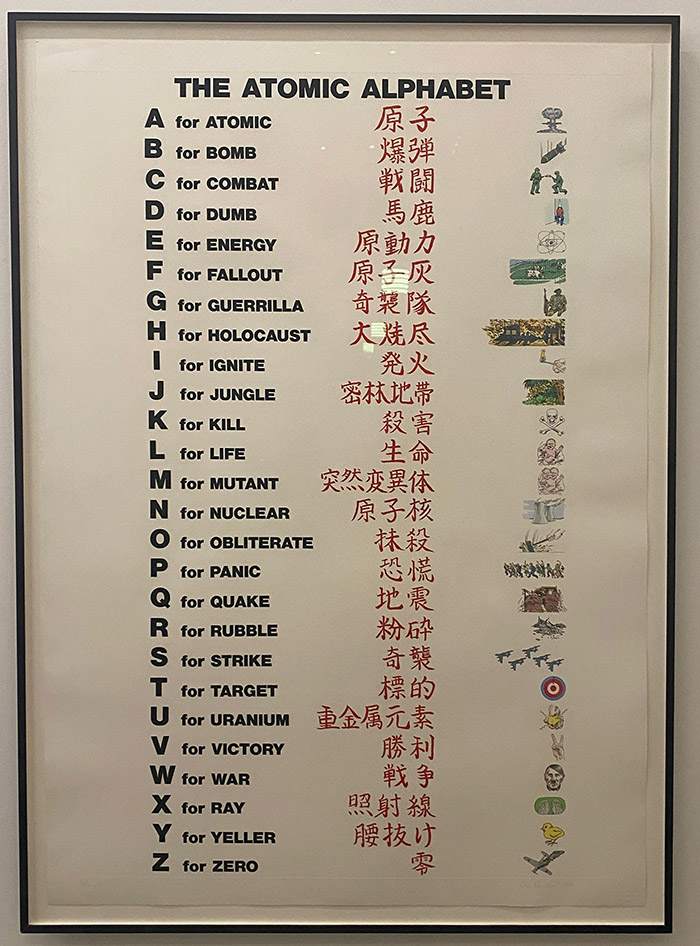 THE ATOMIC ALPHABET
A for ATOMIC 原子
B for BOMB 爆弾
C for COMBAT 戦闘
D for DUMB 馬鹿
E for ENERGY 原動力
F for FALLOUT 原子灰
G for GUERRILLA 奇襲隊
H for HOLOCAUST 大焼尽
I for IGNITE 発火
J for JUNGLE 密林地帯
K for KILL 殺害
L for LIFE 生命
M for MUTANT 突然変異体
N for NUCLEAR 原子核
O for OBLITERATE 抹殺
P for PANIC 恐慌
Q for QUAKE 地震
R for RUBBLE 粉砕
S for STRIKE 奇襲
T for TARGET 標的
U for URANIUM 重金属元素
V for VICTORY 勝利
W for WAR 戦争
X for RAY 照射線
Y for YELLER 腰抜け
Z for ZERO 零